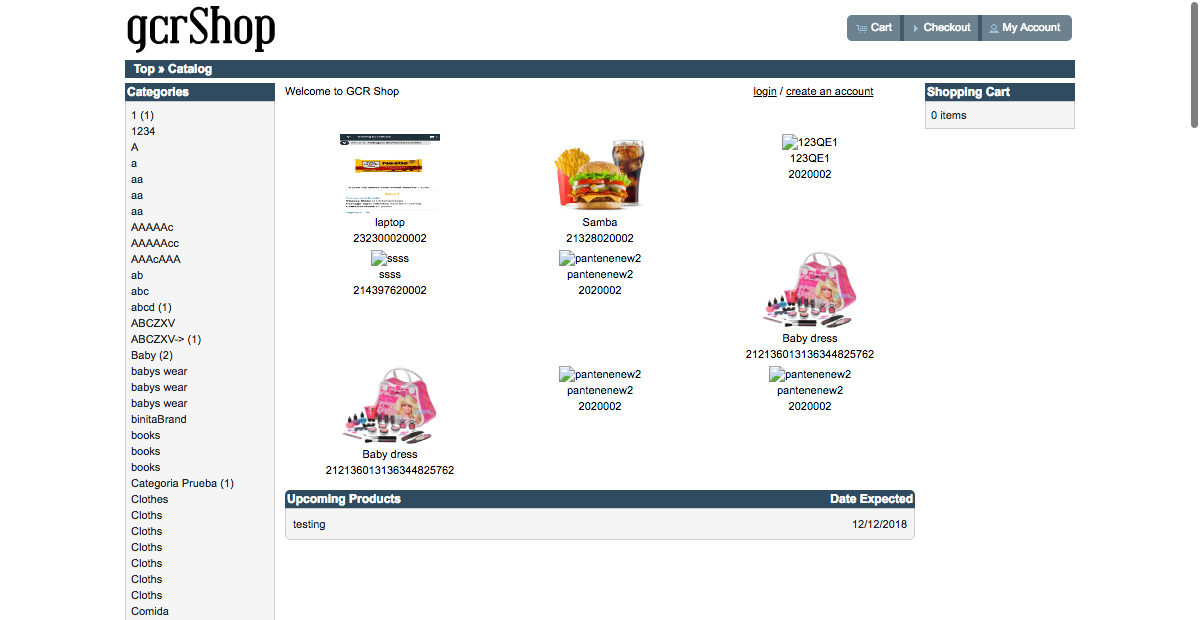 gcrShop
Cart
Checkout
My Account
Top » Catalog
Categories
1 (1)
1234
A
a
aa
aa
aa
AAAAAc
AAAAAcc
AAAcAAA
ab
abc
abcd (1)
ABCZXV
ABCZXV-> (1)
Baby (2)
babys wear
babys wear
babys wear
binitaBrand
books
books
books
Categoria Prueba (1)
Clothes
Cloths
Cloths
Cloths
Cloths
Cloths
Cloths
Comida
Welcome to GCR Shop
login / create an account
laptop
232300020002
Samba
21328020002
123QE1
123QE1
2020002
ssss
ssss
214397620002
pantenenew2
pantenenew2
2020002
Baby dress
212136013136344825762
Baby dress
212136013136344825762
pantenenew2
pantenenew2
2020002
pantenenew2
pantenenew2
2020002
Upcoming Products Date Expected
testing 12/12/2018
Shopping Cart
0 items